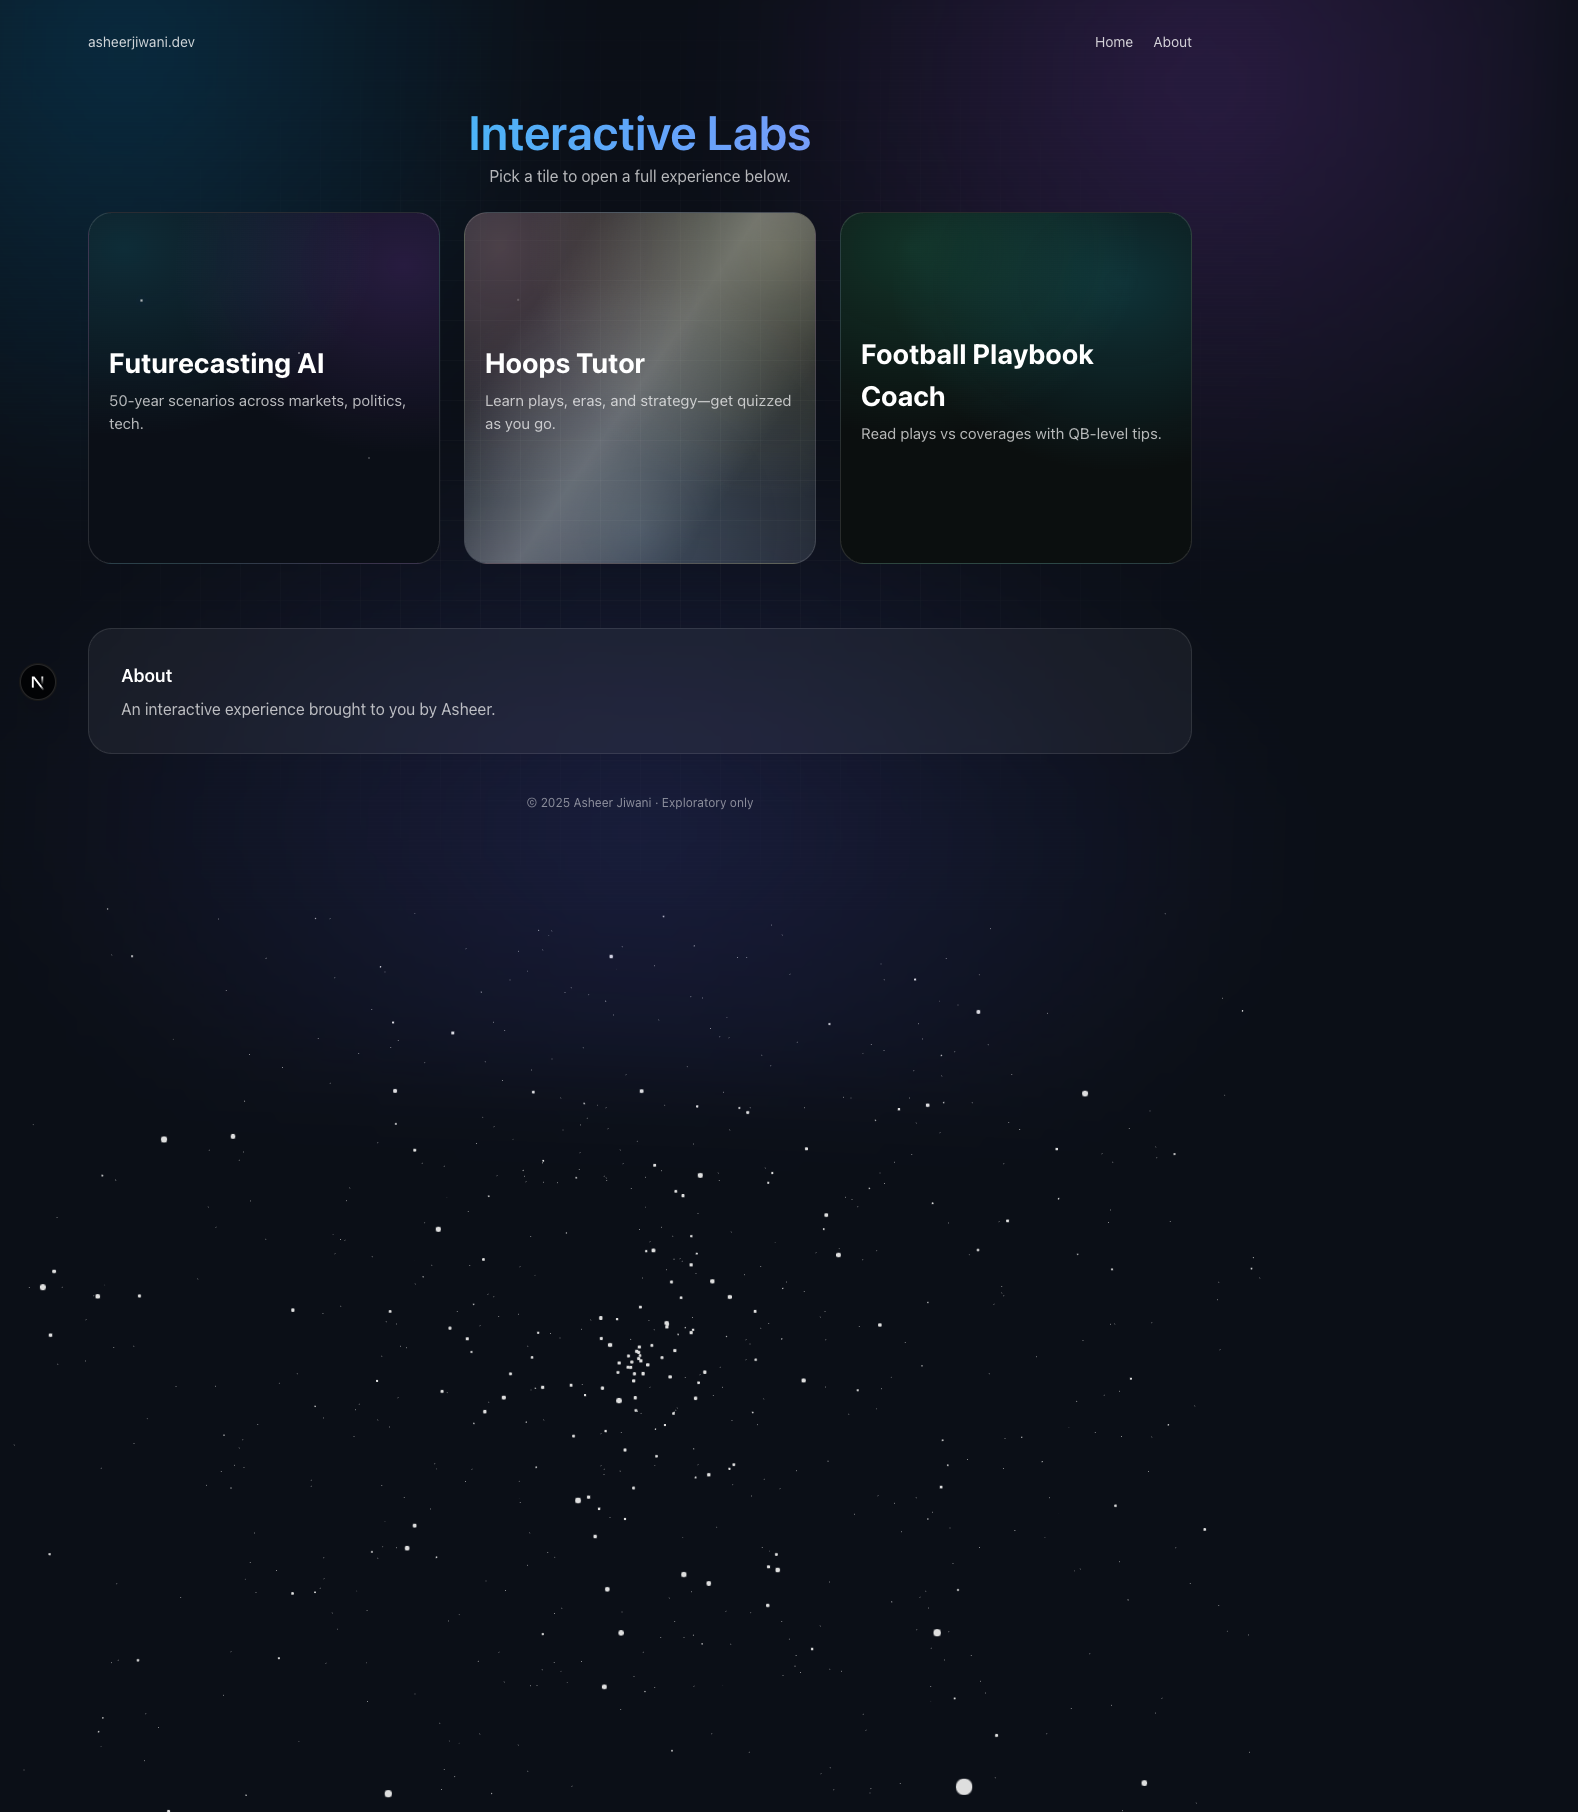 asheerjiwani.dev
Home About
Interactive Labs
Pick a tile to open a full experience below.
Futurecasting AI
50-year scenarios across markets, politics,
tech.
Hoops Tutor
Learn plays, eras, and strategy—get quizzed
as you go.
Football Playbook
Coach
Read plays vs coverages with QB-level tips.
N
About
An interactive experience brought to you by Asheer.
© 2025 Asheer Jiwani · Exploratory only